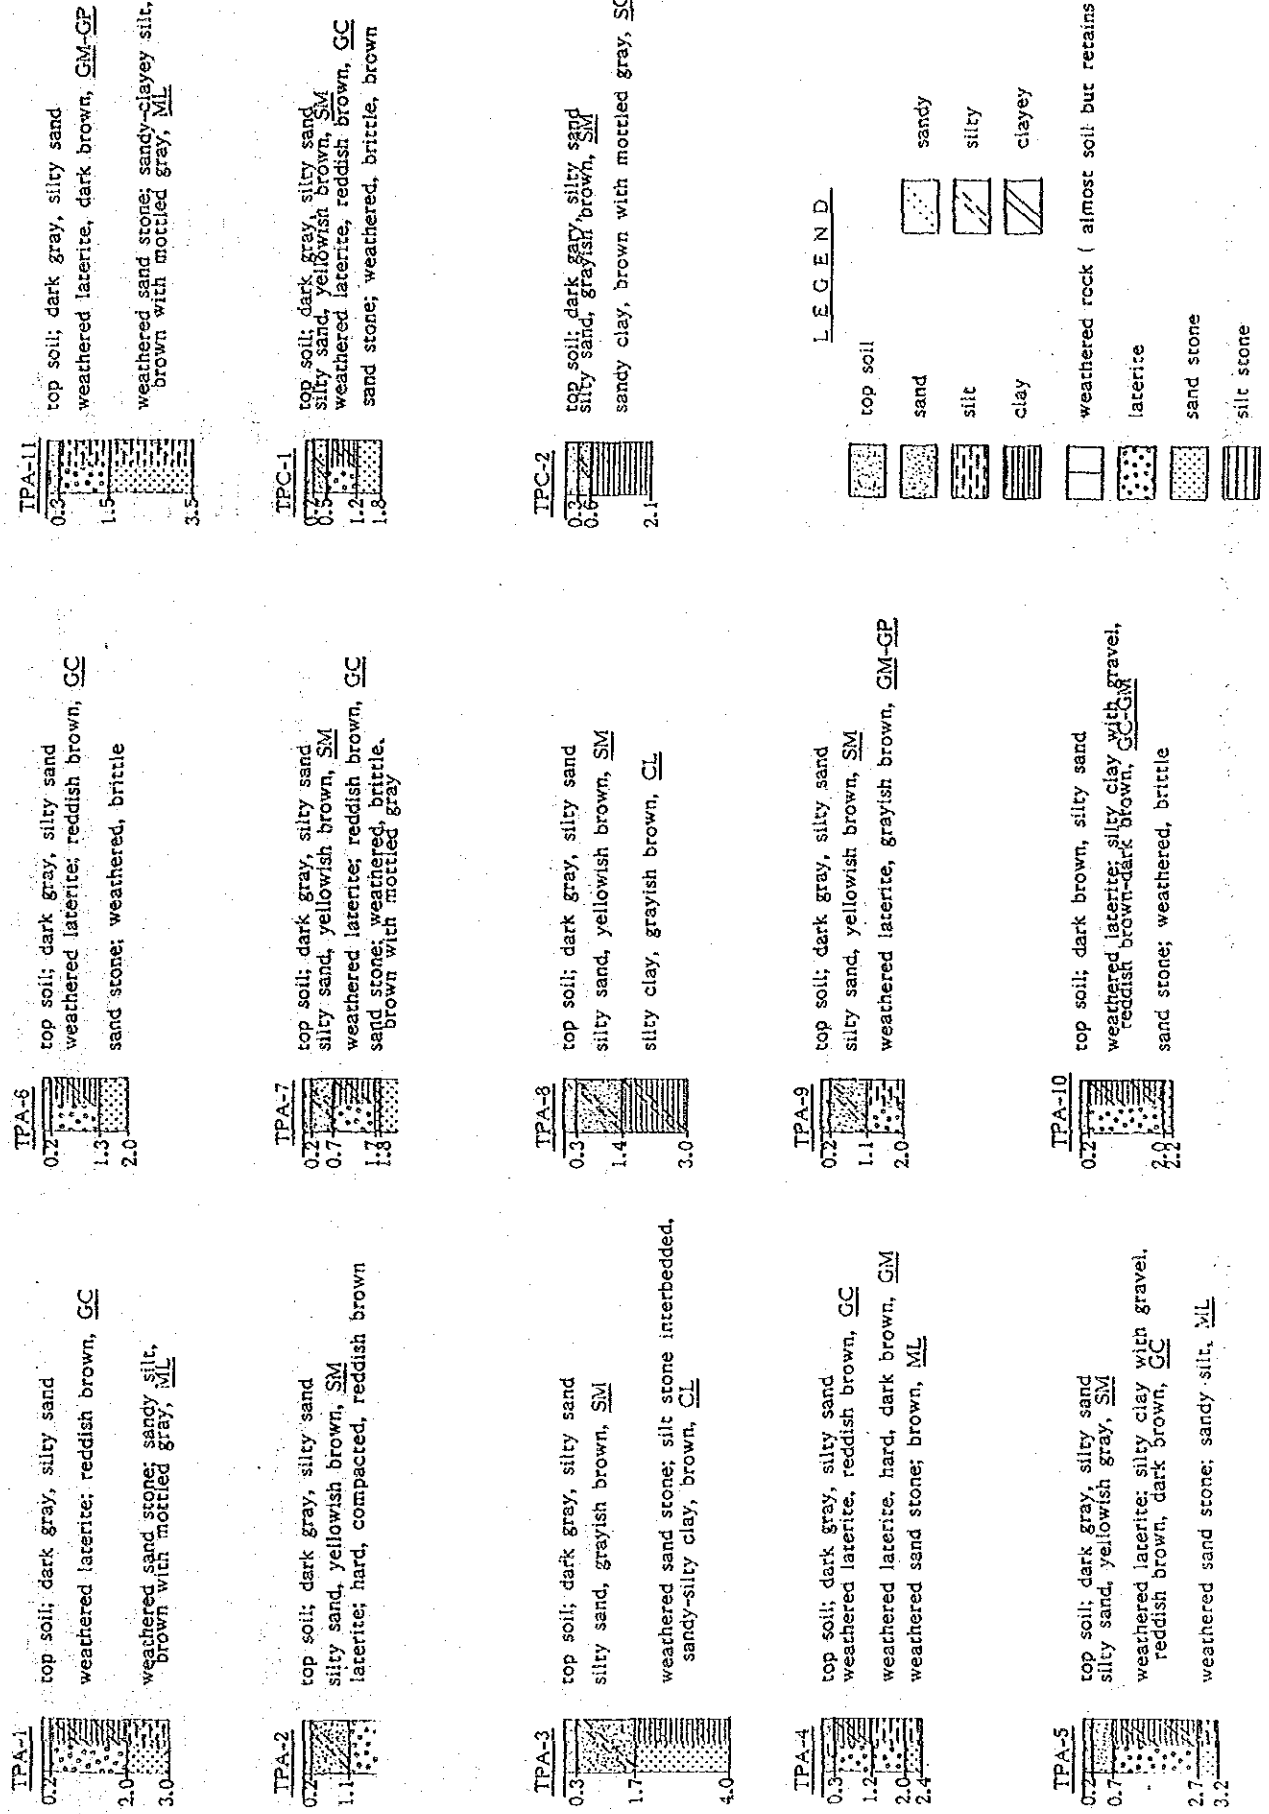 TPA-1
0.2
2.0
3.0
top soil; dark gray, silty sand
weathered laterite; reddish brown, GC
weathered sand stone; sandy silt,
brown with mottled gray, ML
TPA-2
0.2
1.1
top soil; dark gray, silty sand
silty sand, yellowish brown, SM
laterite; hard, compacted, reddish brown
TPA-3
0.3
1.7
4.0
top soil; dark gray, silty sand
silty sand, grayish brown, SM
weathered sand stone; silt stone interbedded,
sandy-silty clay, brown, CL
TPA-4
0.3
1.2
2.0
2.4
top soil; dark gray, silty sand
weathered laterite, reddish brown, GC
weathered laterite, hard, dark brown, GM
weathered sand stone; brown, ML
TPA-5
0.2
0.7
2.7
3.2
top soil; dark gray, silty sand
silty sand, yellowish gray, SM
weathered laterite; silty clay with gravel,
reddish brown, dark brown, GC
weathered sand stone; sandy silt, ML
TPA-6
0.2
1.3
2.0
top soil; dark gray, silty sand
weathered laterite; reddish brown, GC
sand stone; weathered, brittle
TPA-7
0.2
0.7
1.8
top soil; dark gray, silty sand
silty sand, yellowish brown, SM
weathered laterite; reddish brown, GC
sand stone; weathered, brittle,
brown with mottled gray
TPA-8
0.3
1.4
3.0
top soil; dark gray, silty sand
silty sand, yellowish brown, SM
silty clay, grayish brown, CL
TPA-9
0.2
1.1
2.0
top soil; dark gray, silty sand
silty sand, yellowish brown, SM
weathered laterite, grayish brown, GM-GP
TPA-10
0.2
2.0
2.2
top soil; dark brown, silty sand
weathered laterite; silty clay with gravel,
reddish brown-dark brown, GC-GM
sand stone; weathered, brittle
TPA-11
0.3
1.5
3.5
top soil; dark gray, silty sand
weathered laterite, dark brown, GM-GP
weathered sand stone; sandy-clayey silt,
brown with mottled gray, ML
TPC-1
0.5
1.2
1.8
top soil; dark gray, silty sand
silty sand, yellowish brown, SM
weathered laterite, reddish brown, GC
sand stone; weathered, brittle, brown
TPC-2
0.3
0.6
2.1
top soil; dark gary, silty sand
silty sand, grayish brown, SM
sandy clay, brown with mottled gray,
LEGEND
top soil
sand
silt
clay
sandy
silty
clayey
weathered rock ( almost soil but retains
laterite
sand stone
silt stone